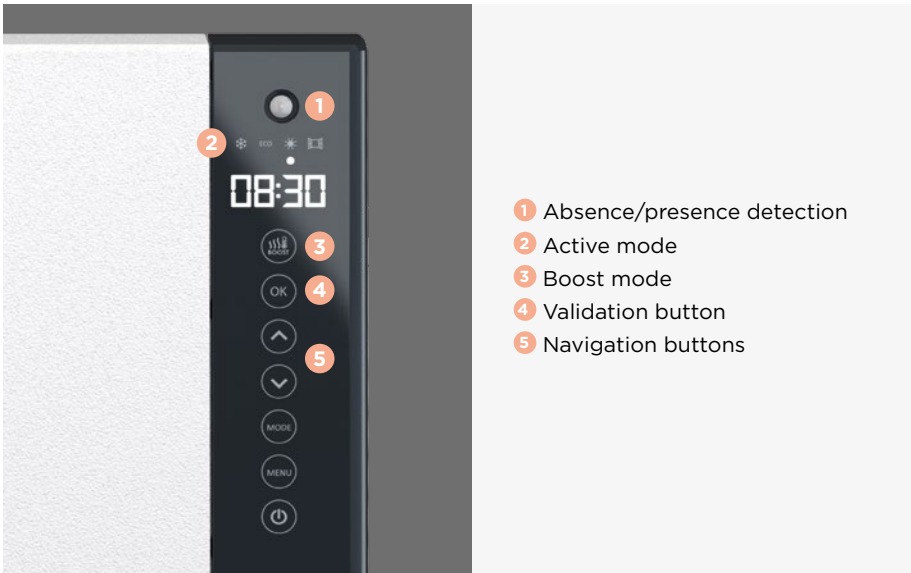 1
2 ECO
08:30
BOOST 3
OK 4
5
MODE
MENU
1 Absence/presence detection
2 Active mode
3 Boost mode
4 Validation button
5 Navigation buttons